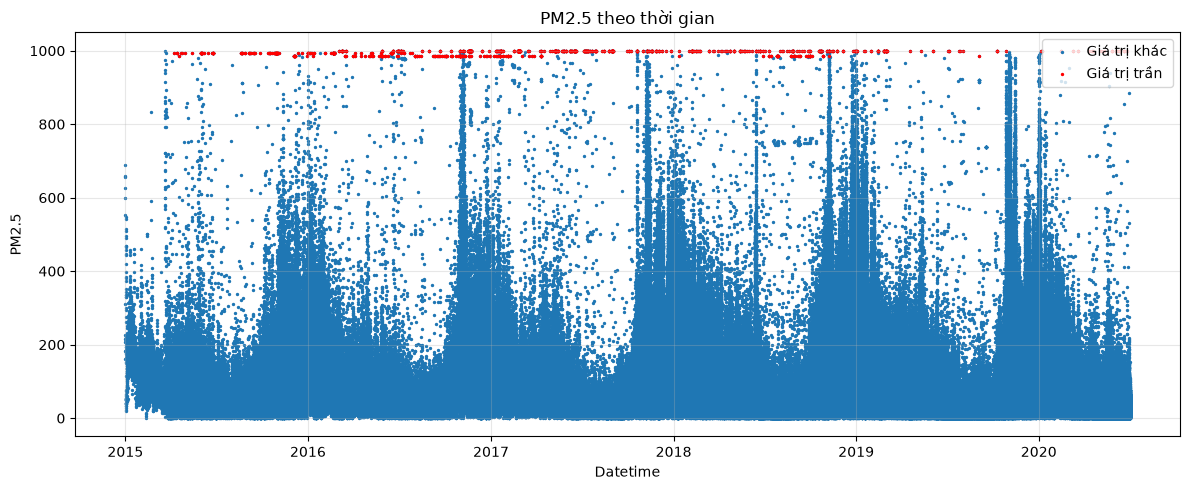 PM2.5 theo thời gian
1000
800
600
400
200
0
PM2.5
Giá trị khác
Giá trị trần
2015
2016
2017
2018
2019
2020
Datetime